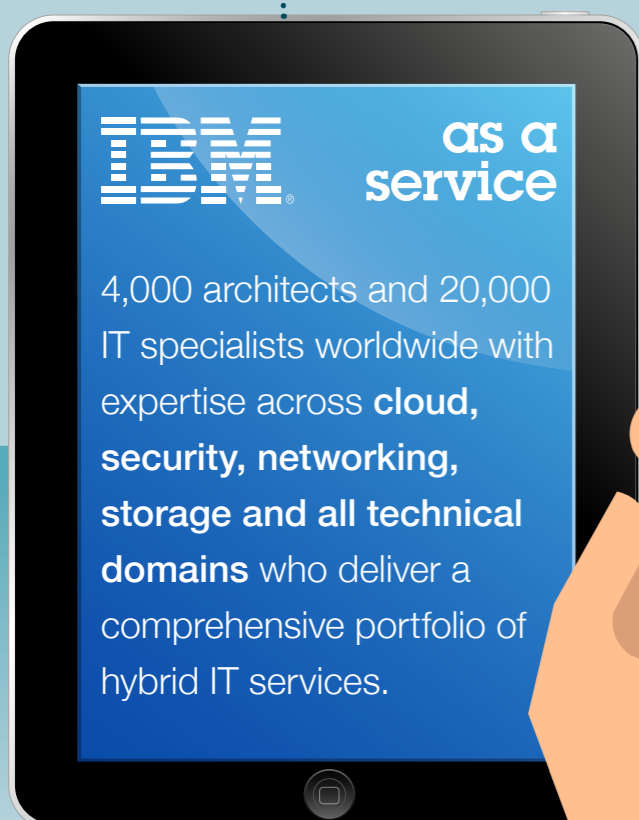 IBM®
as a
service
4,000 architects and 20,000
IT specialists worldwide with
expertise across cloud,
security, networking,
storage and all technical
domains who deliver a
comprehensive portfolio of
hybrid IT services.